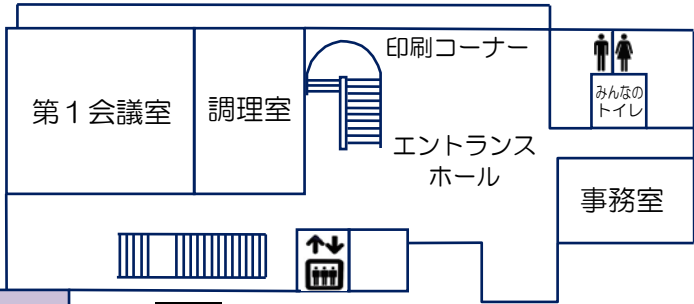 印刷コーナー
第１会議室
調理室
みんなの
トイレ
エントランス
ホール
事務室